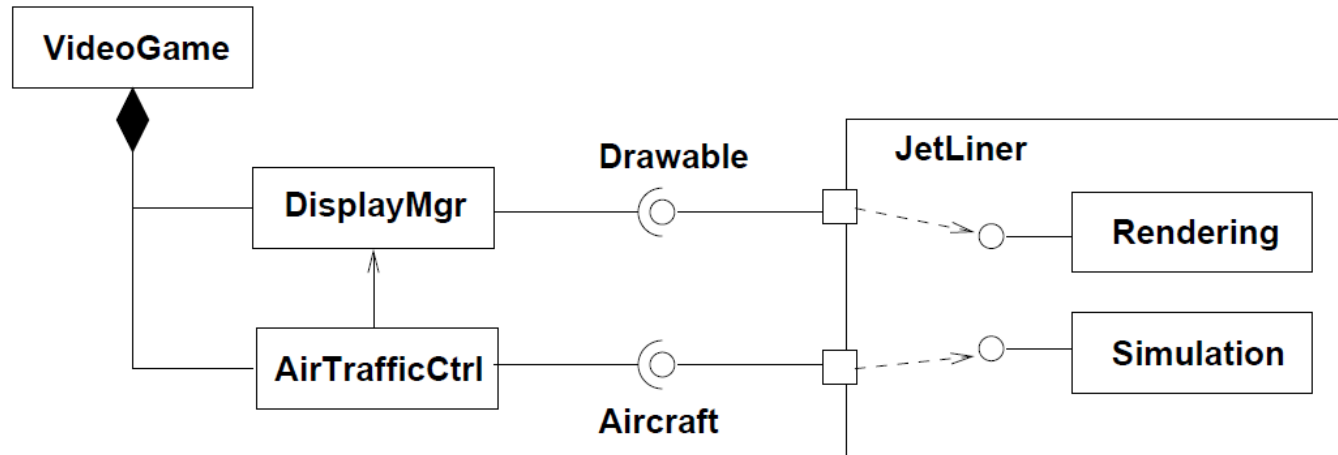 VideoGame
Drawable
JetLiner
DisplayMgr
Rendering
AirTrafficCtrl
Simulation
Aircraft